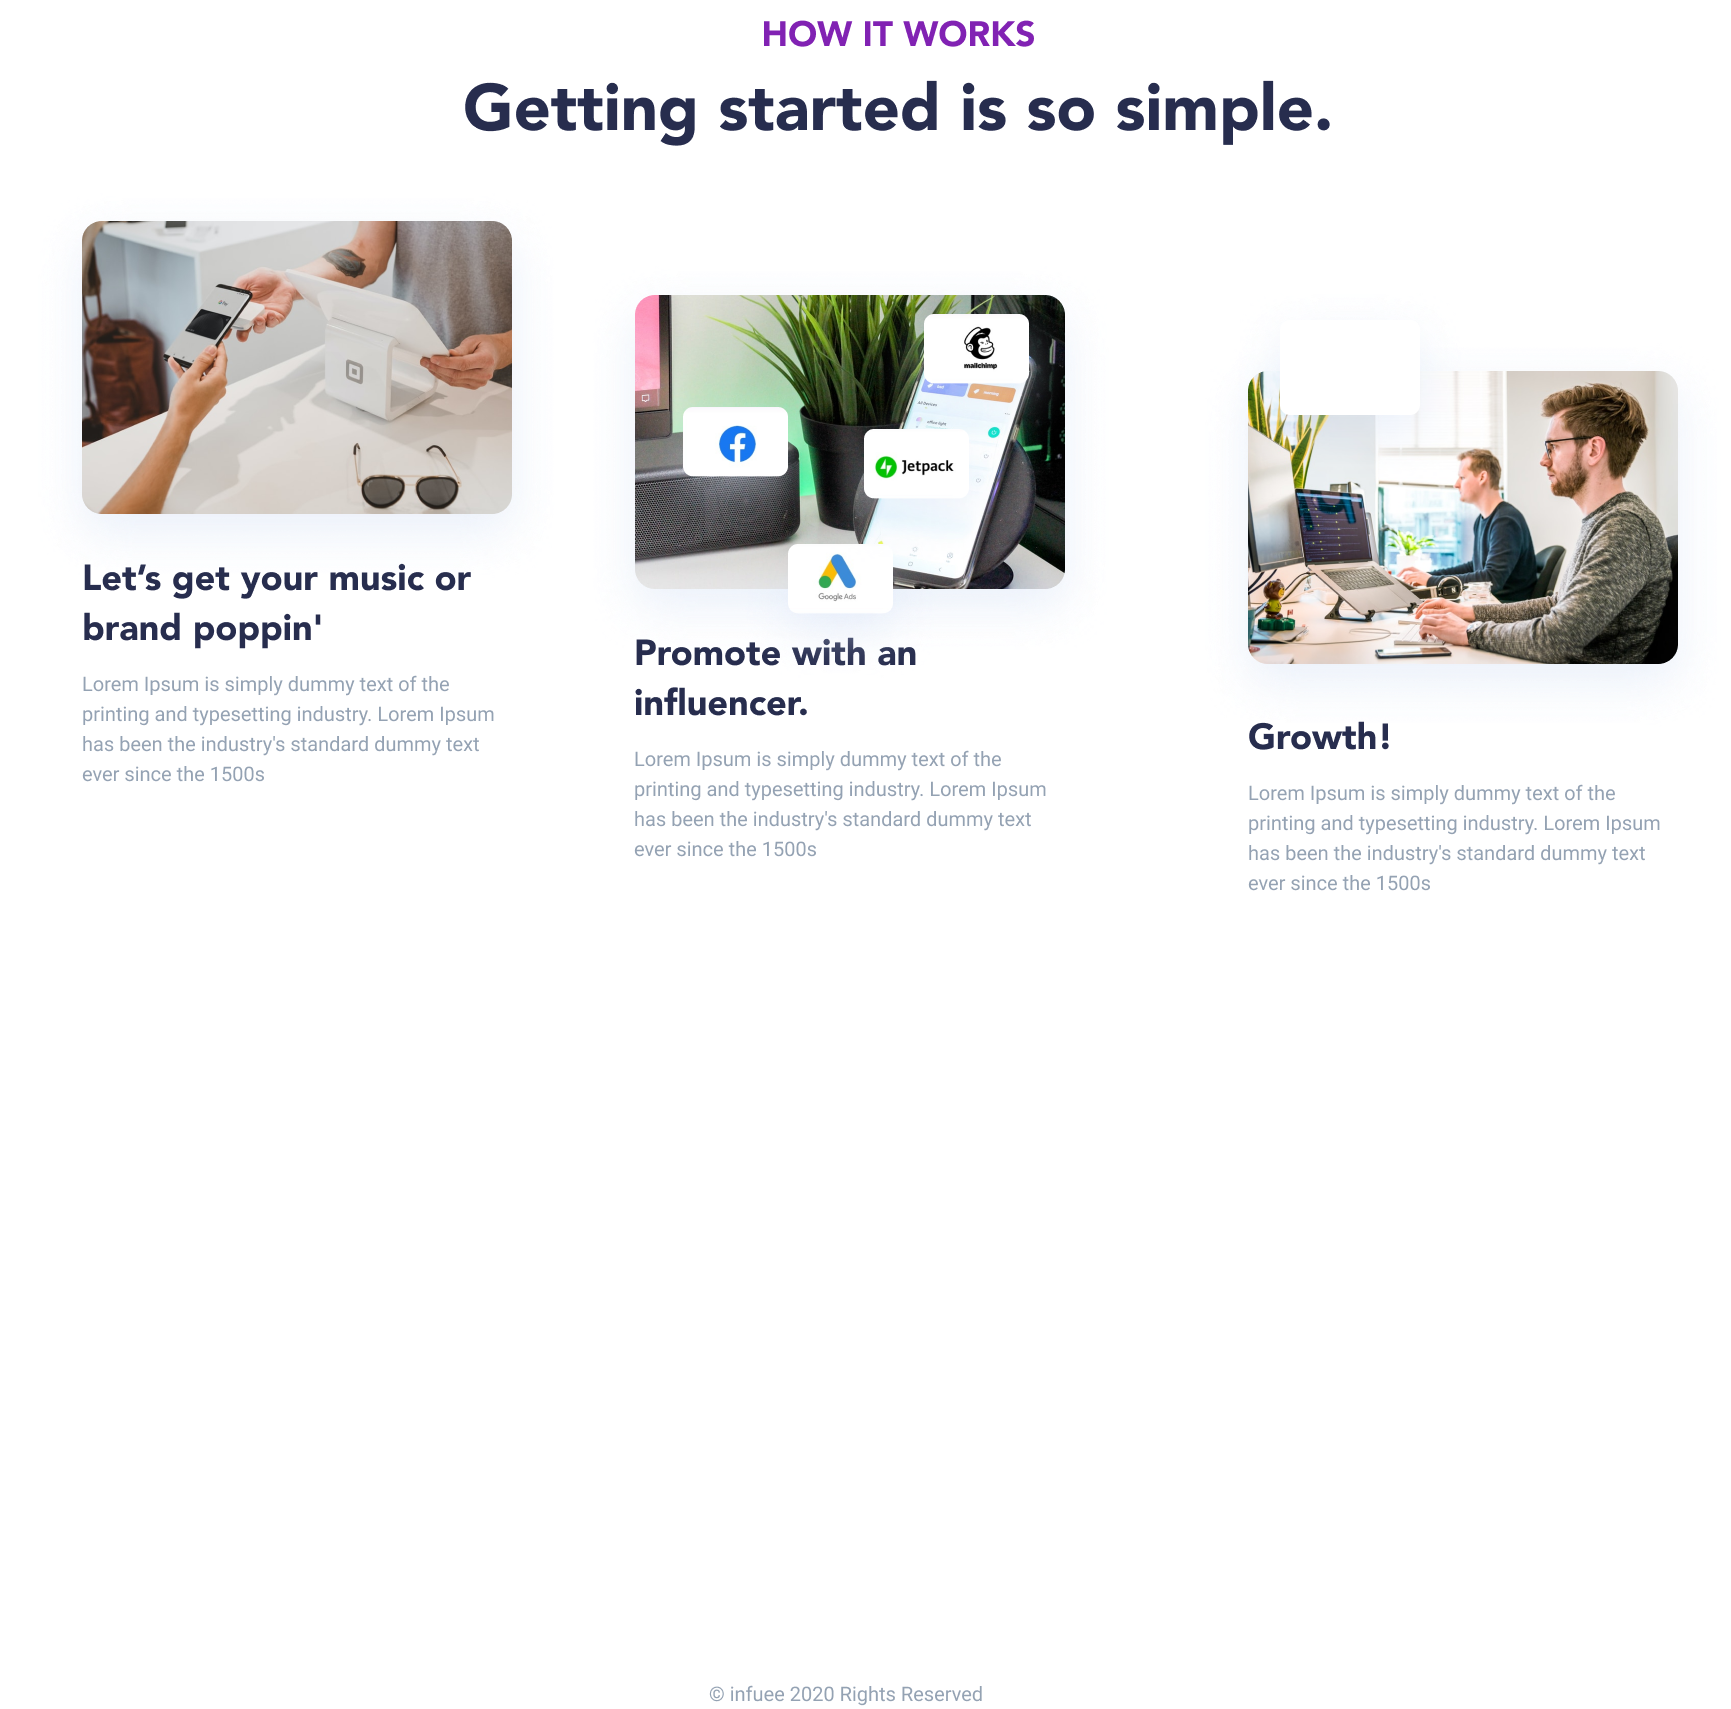 HOW IT WORKS
Getting started is so simple.
Let’s get your music or
brand poppin'
Lorem Ipsum is simply dummy text of the
printing and typesetting industry. Lorem Ipsum
has been the industry's standard dummy text
ever since the 1500s
mailchimp
All Devices
Jetpack
Google Ads
Promote with an
influencer.
Lorem Ipsum is simply dummy text of the
printing and typesetting industry. Lorem Ipsum
has been the industry's standard dummy text
ever since the 1500s
Growth!
Lorem Ipsum is simply dummy text of the
printing and typesetting industry. Lorem Ipsum
has been the industry's standard dummy text
ever since the 1500s
© infuee 2020 Rights Reserved